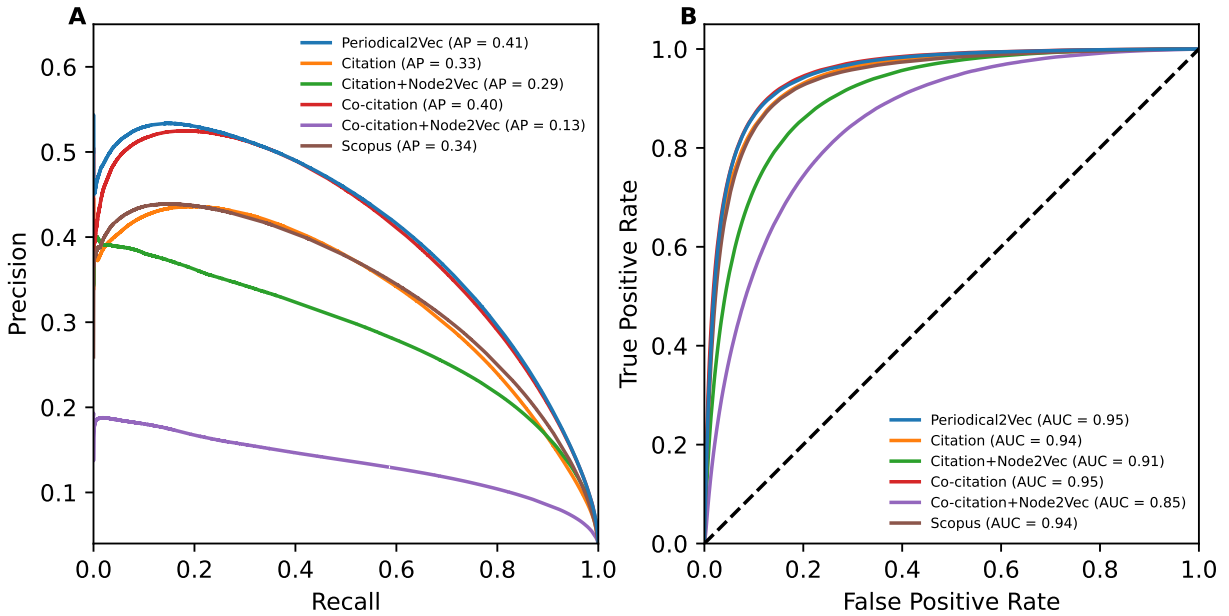 A
Periodical2Vec (AP = 0.41)
Citation (AP = 0.33)
Citation+Node2Vec (AP = 0.29)
Co-citation (AP = 0.40)
Co-citation+Node2Vec (AP = 0.13)
Scopus (AP = 0.34)
0.6
0.5
0.4
0.3
0.2
0.1
Precision
0.0 0.2 0.4 0.6 0.8 1.0
Recall
B
1.0
0.8
0.6
0.4
0.2
0.0
True Positive Rate
Periodical2Vec (AUC = 0.95)
Citation (AUC = 0.94)
Citation+Node2Vec (AUC = 0.91)
Co-citation (AUC = 0.95)
Co-citation+Node2Vec (AUC = 0.85)
Scopus (AUC = 0.94)
0.0 0.2 0.4 0.6 0.8 1.0
False Positive Rate